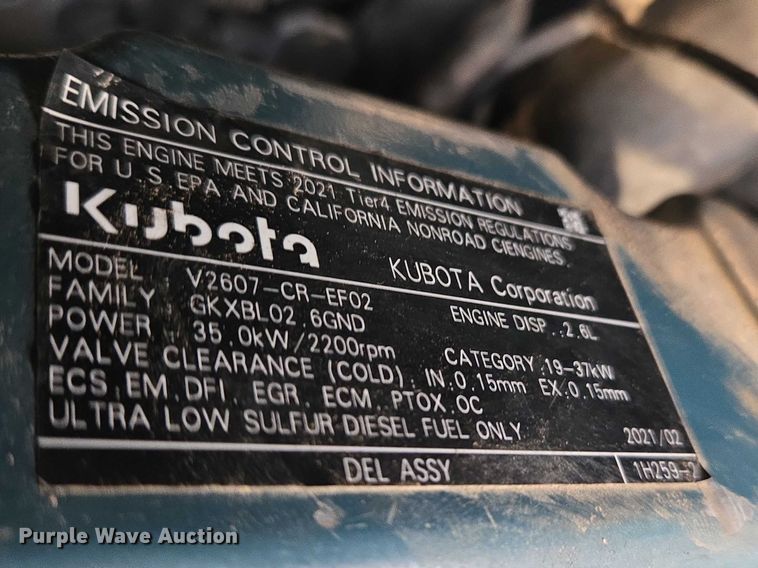 EMISSION CONTROL INFORMATION
THIS ENGINE MEETS 2021 Tier4 EMISSION REGULATIONS
FOR U.S.EPA AND CALIFORNIA NONROAD CIENGINES.
Kubota
KUBOTA Corporation
MODEL : V2607-CR-EF02
ENGINE DISP.:2.6L
FAMILY : GKXBL02.6GND
POWER : 35.0kW/2200rpm
CATEGORY:19-37kW
VALVE CLEARANCE (COLD) : IN.0.15mm EX.0.15mm
ECS:EM.DFI. EGR. ECM. PTOX.OC
ULTRA LOW SULFUR DIESEL FUEL ONLY
2021/02
DEL ASSY
1H259-2
Purple Wave Auction